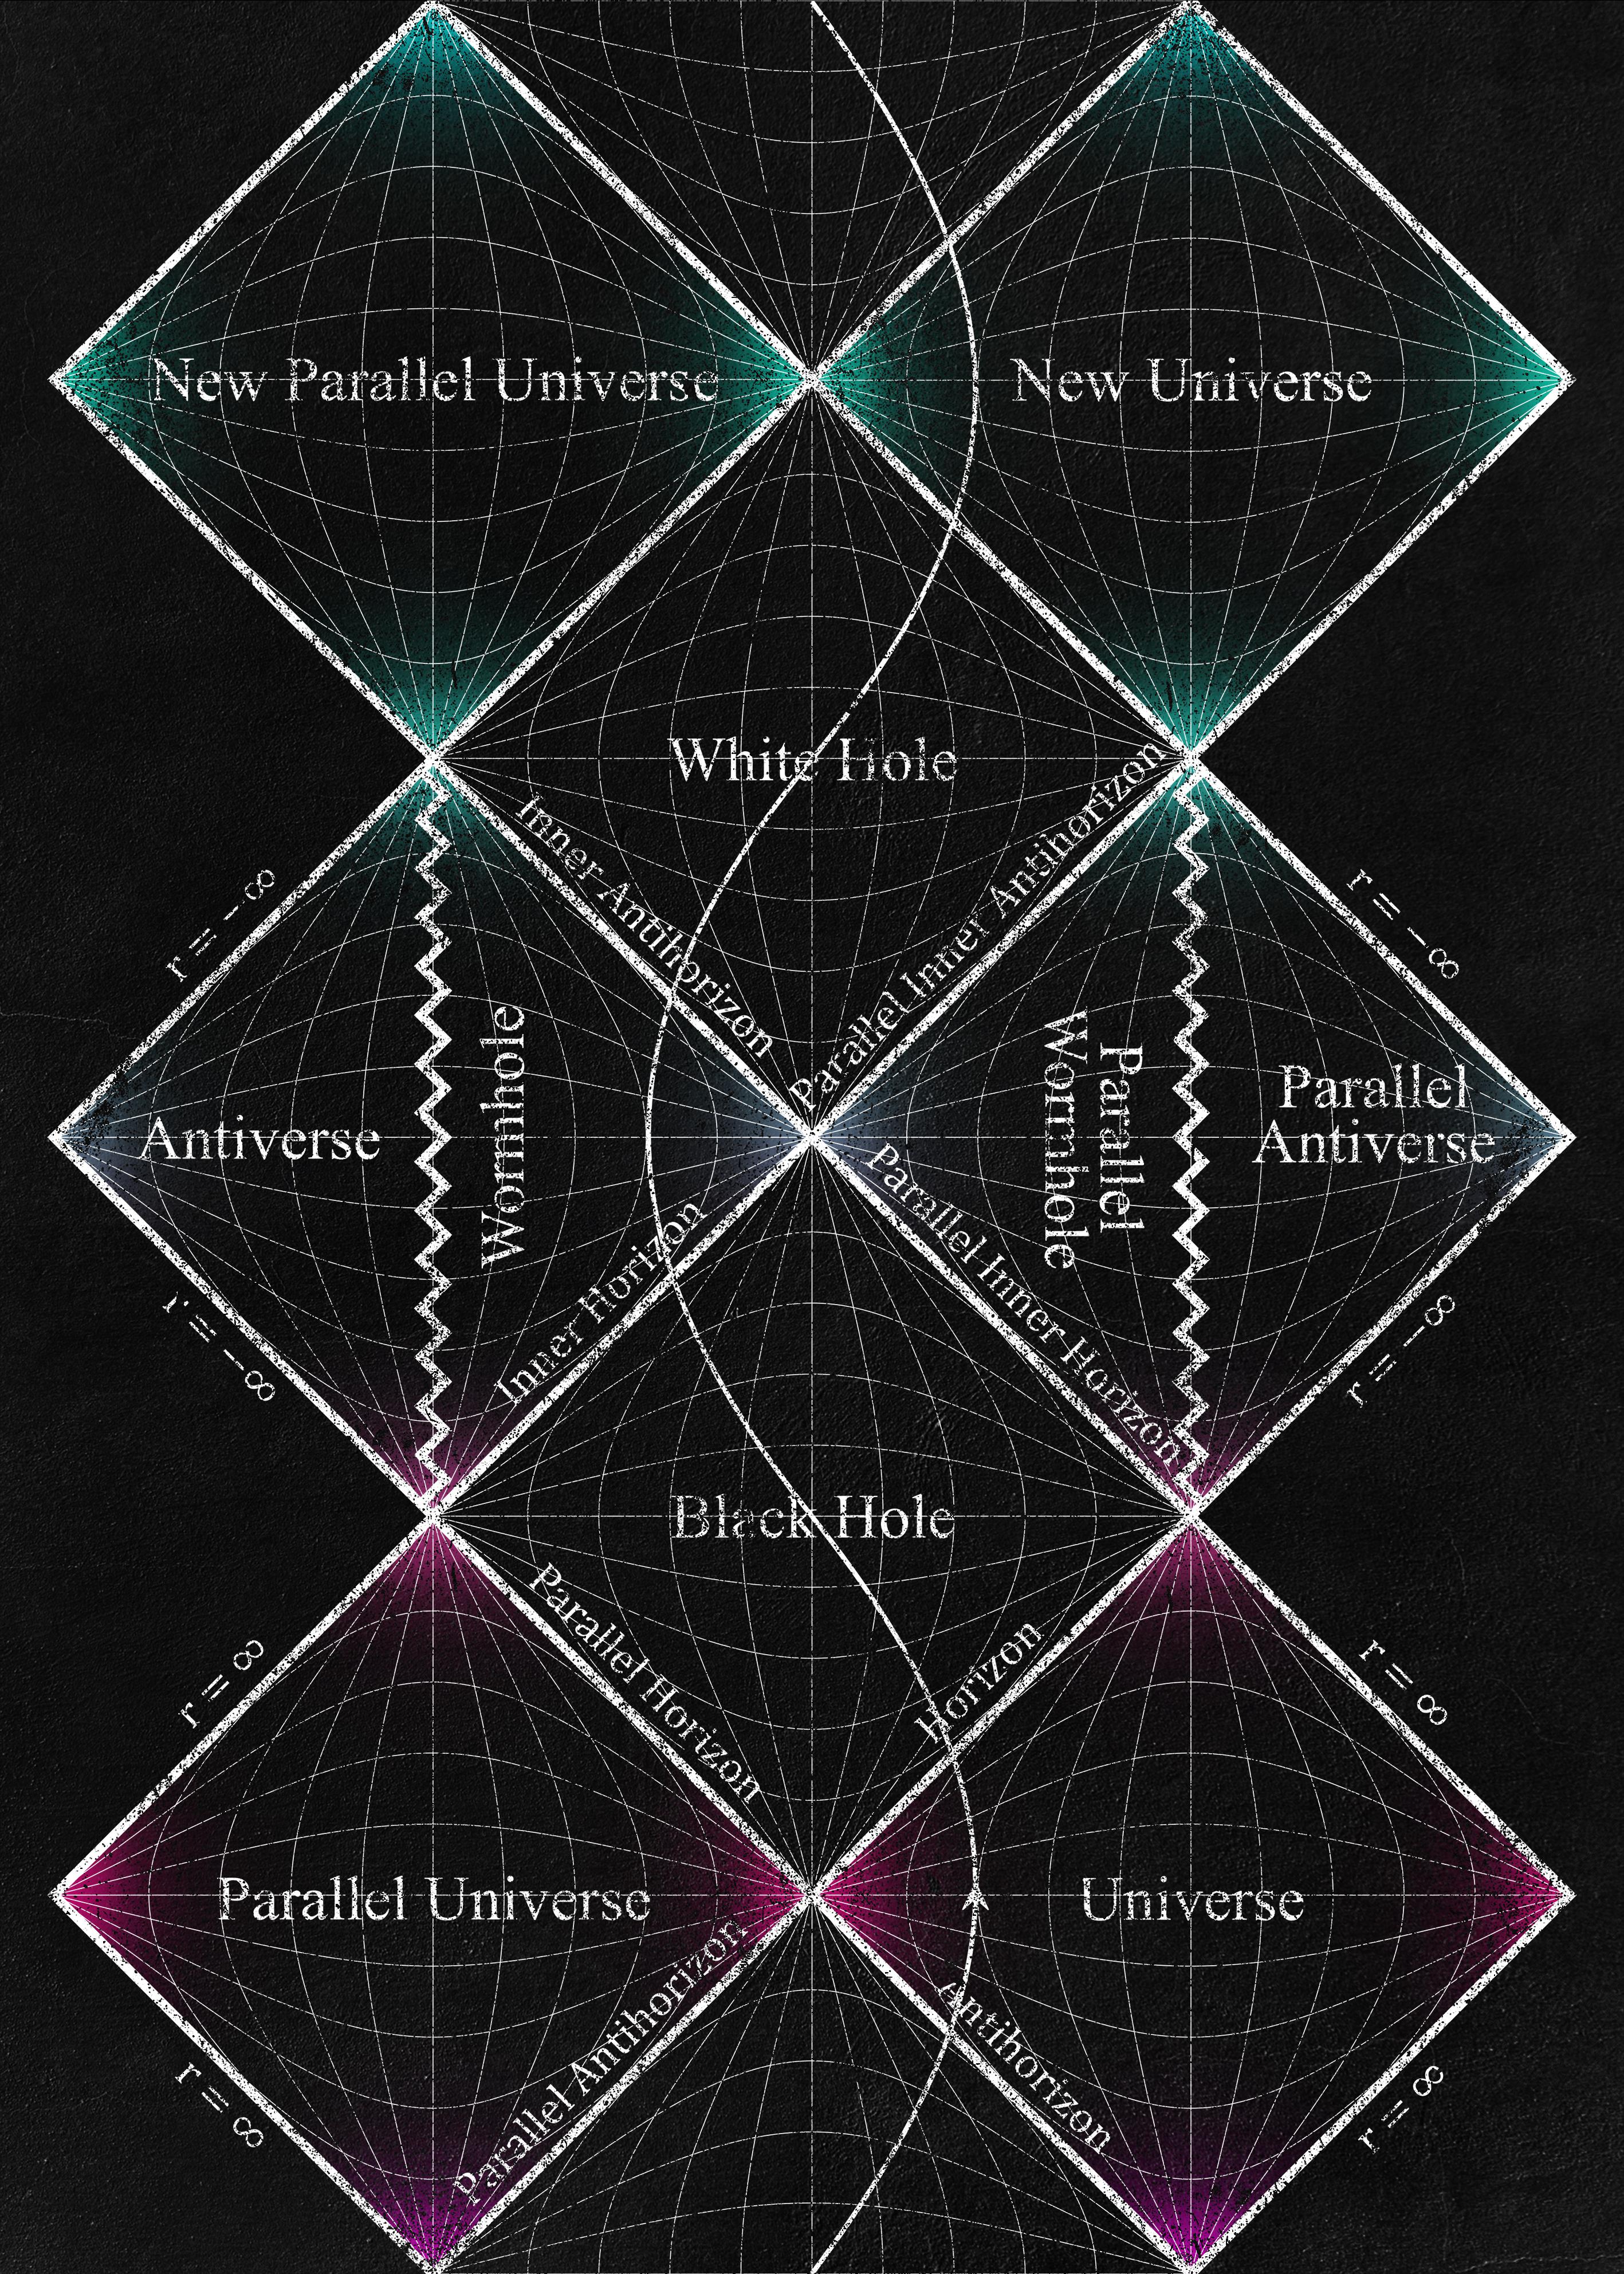 New Parallel Universe
New Universe
White Hole
Inner Antihorizon
Parallel Inner Antihorizon
r = -∞
r = -∞
Antiverse
Wormhole
Parallel
Wormhole
Parallel
Antiverse
Inner Horizon
Parallel Inner Horizon
r = -∞
r = -∞
Black Hole
Parallel Horizon
Horizon
r = ∞
r = ∞
Parallel Universe
Universe
Parallel Antihorizon
Antihorizon
r = ∞
r = ∞